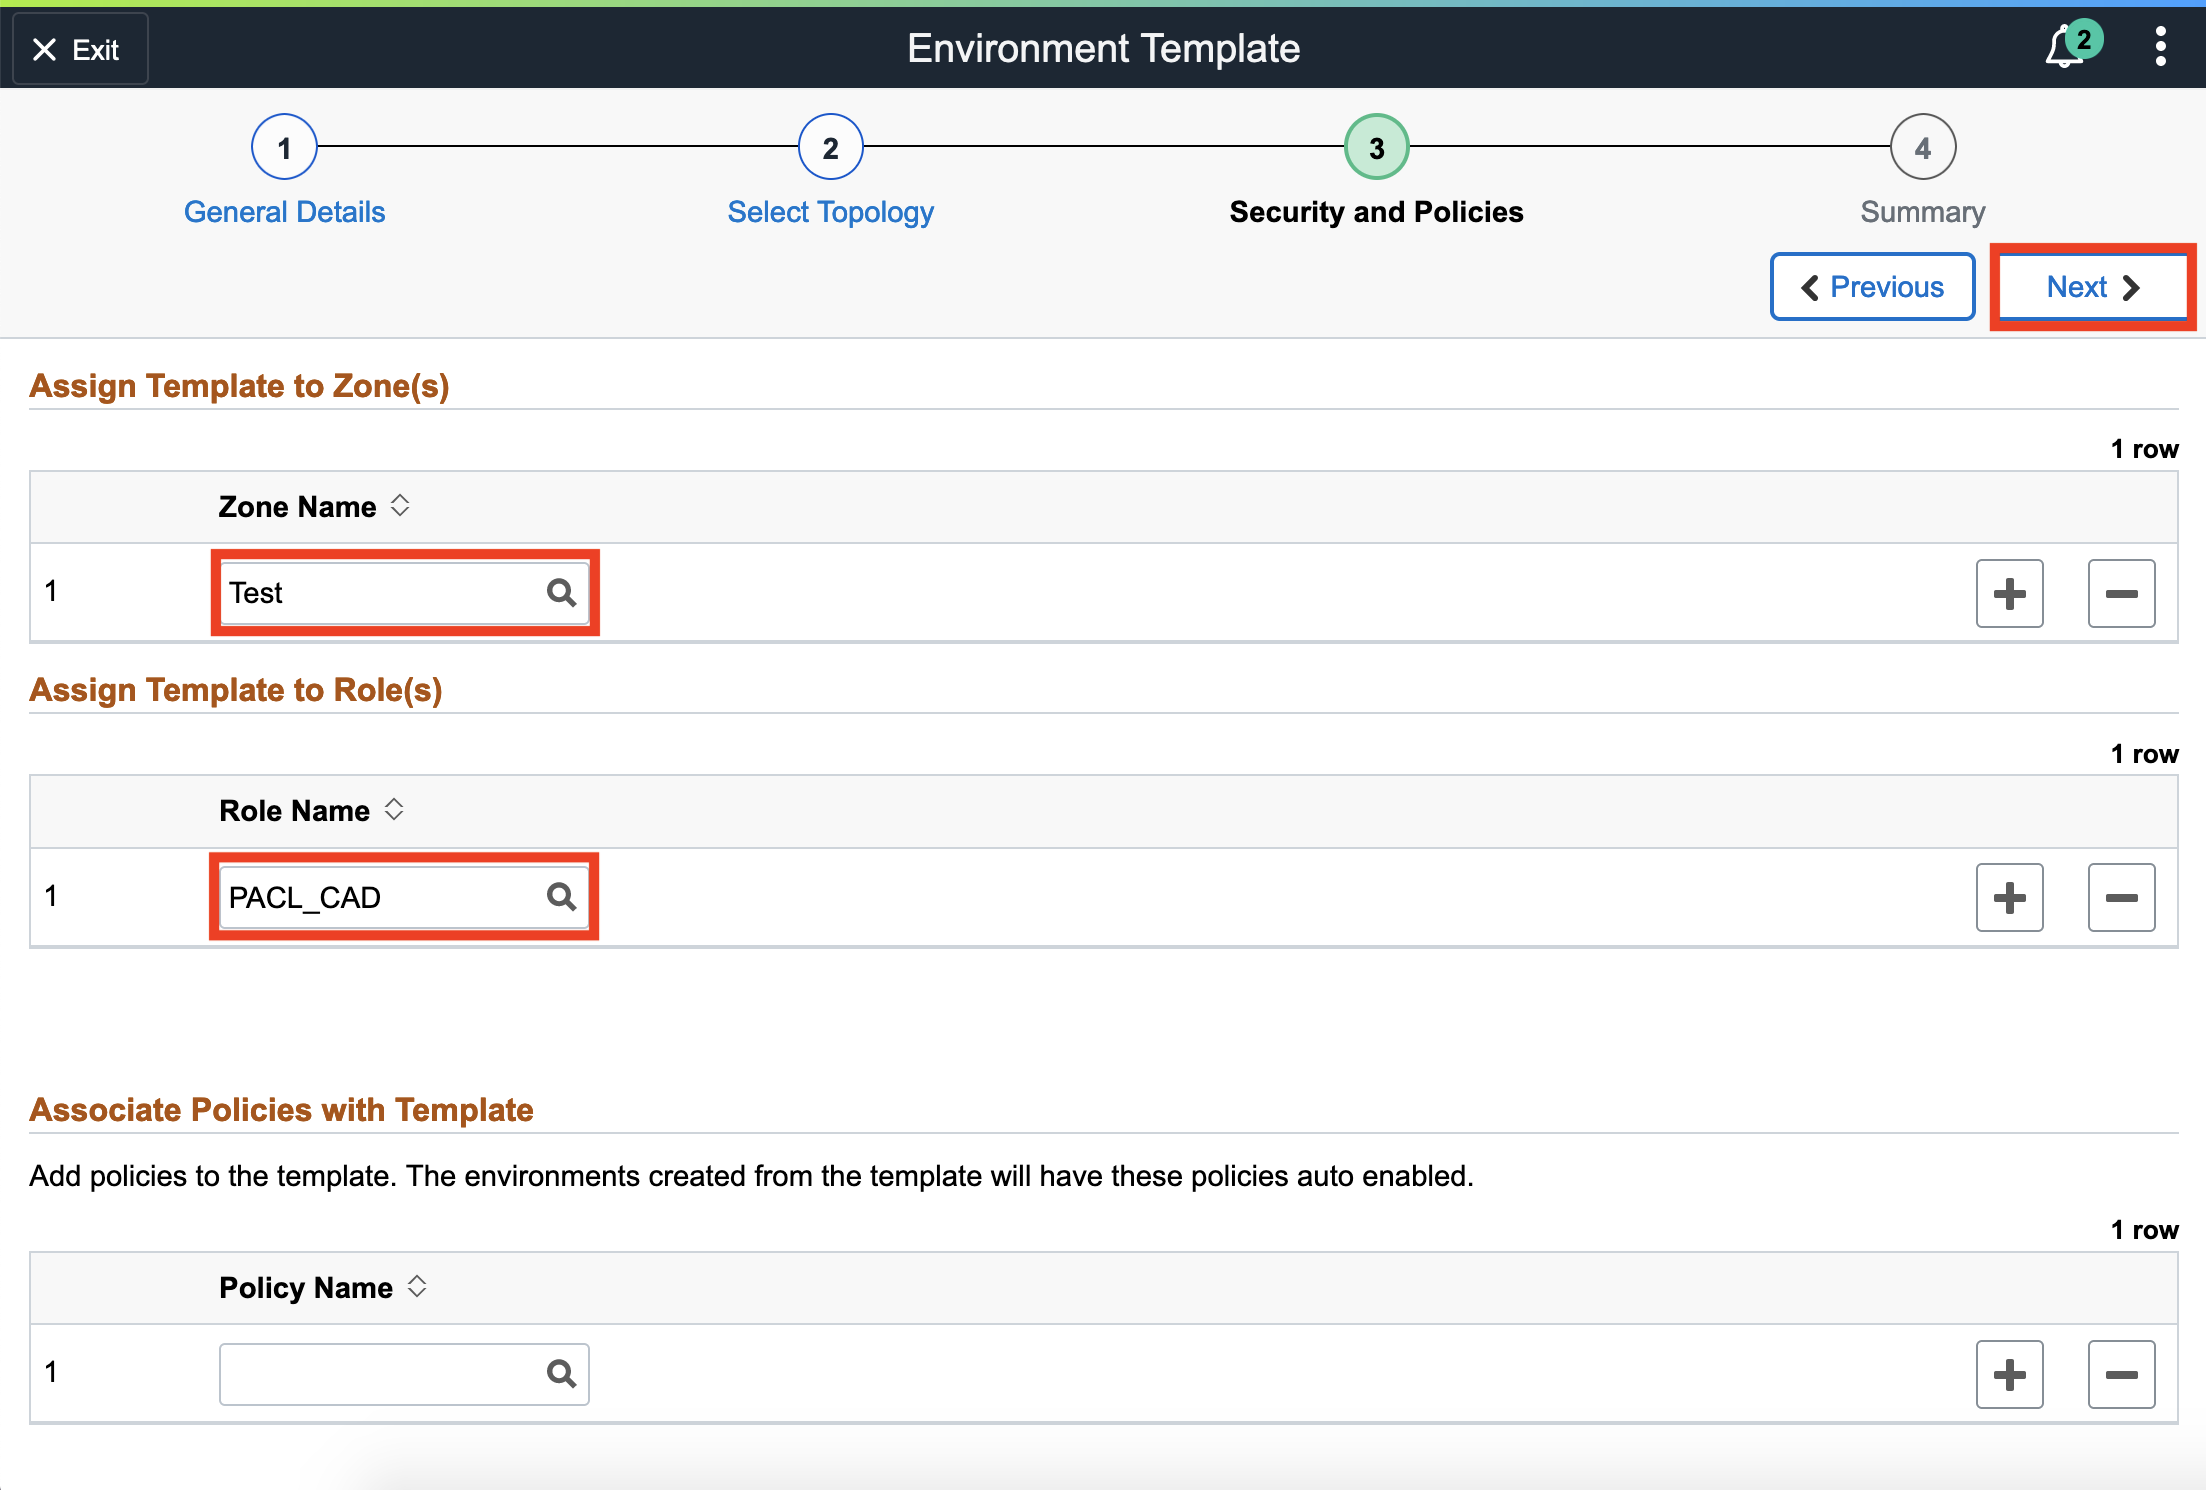 Exit
Environment Template
2
1
2
3
4
General Details
Select Topology
Security and Policies
Summary
Previous
Next
Assign Template to Zone(s)
1 row
Zone Name
1
Test
Assign Template to Role(s)
1 row
Role Name
1
PACL_CAD
Associate Policies with Template
Add policies to the template. The environments created from the template will have these policies auto enabled.
1 row
Policy Name
1